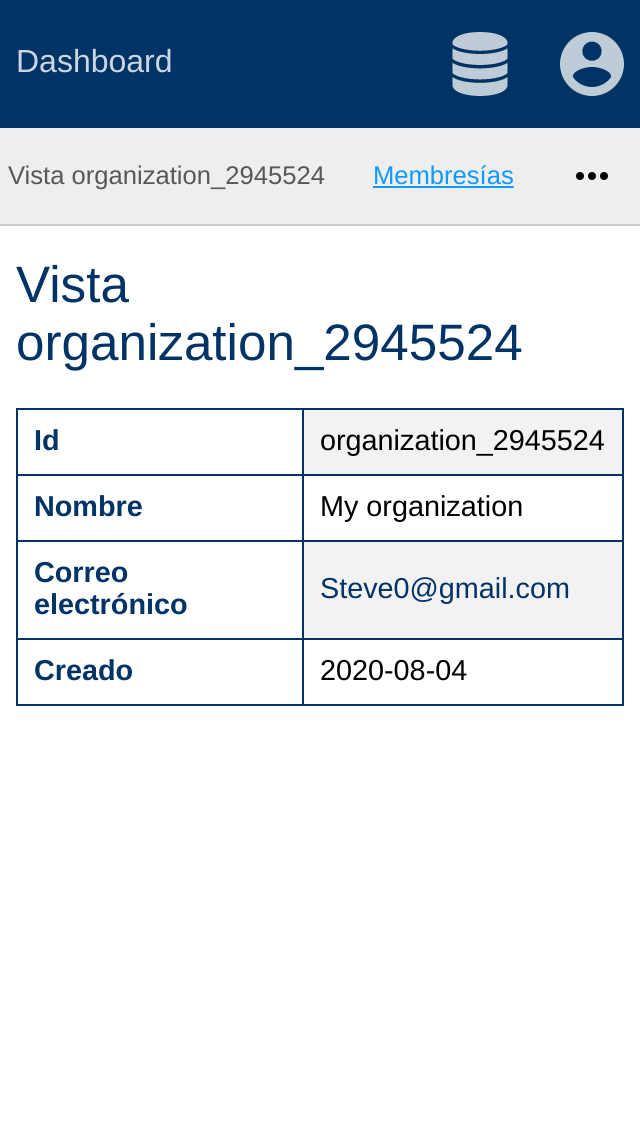 Dashboard
Vista organization_2945524 Membresías
Vista
organization_2945524
Id organization_2945524
Nombre My organization
Correo
electrónico
Steve0@gmail.com
Creado 2020-08-04